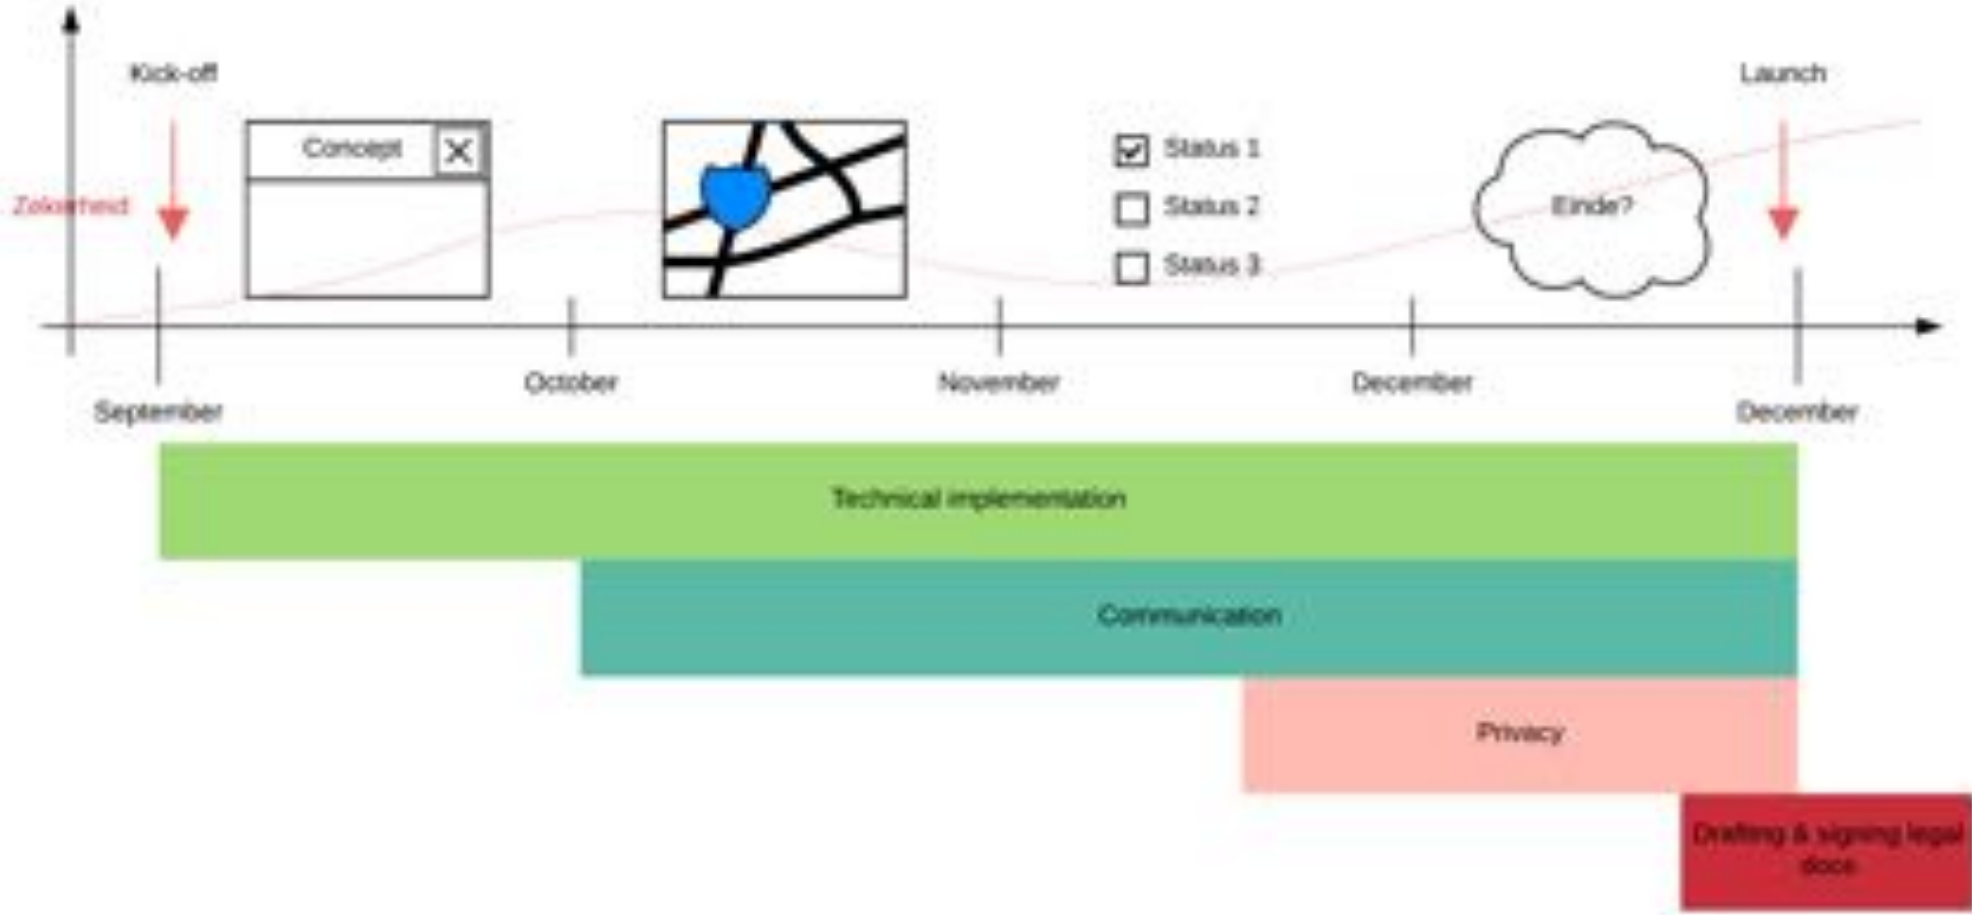 Kick-off
Launch
Concept
Zekerheid
Status 1
Status 2
Status 3
Einde?
October
November
December
September
December
Technical implementation
Communication
Privacy
Drafting & signing legal
docs